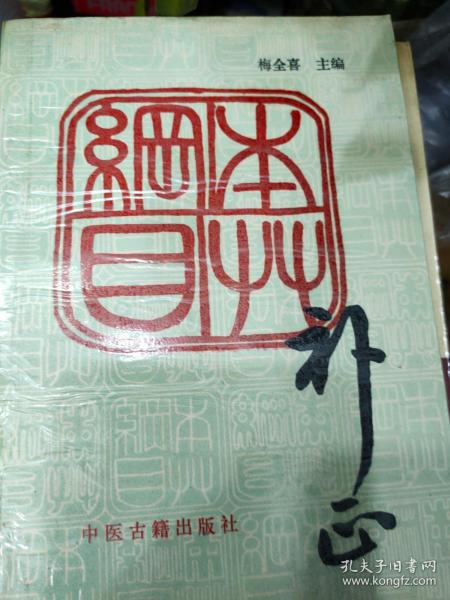 梅全喜 主编
本草
綱目
补正
中医古籍出版社
孔夫子旧书网
www.kongfz.com